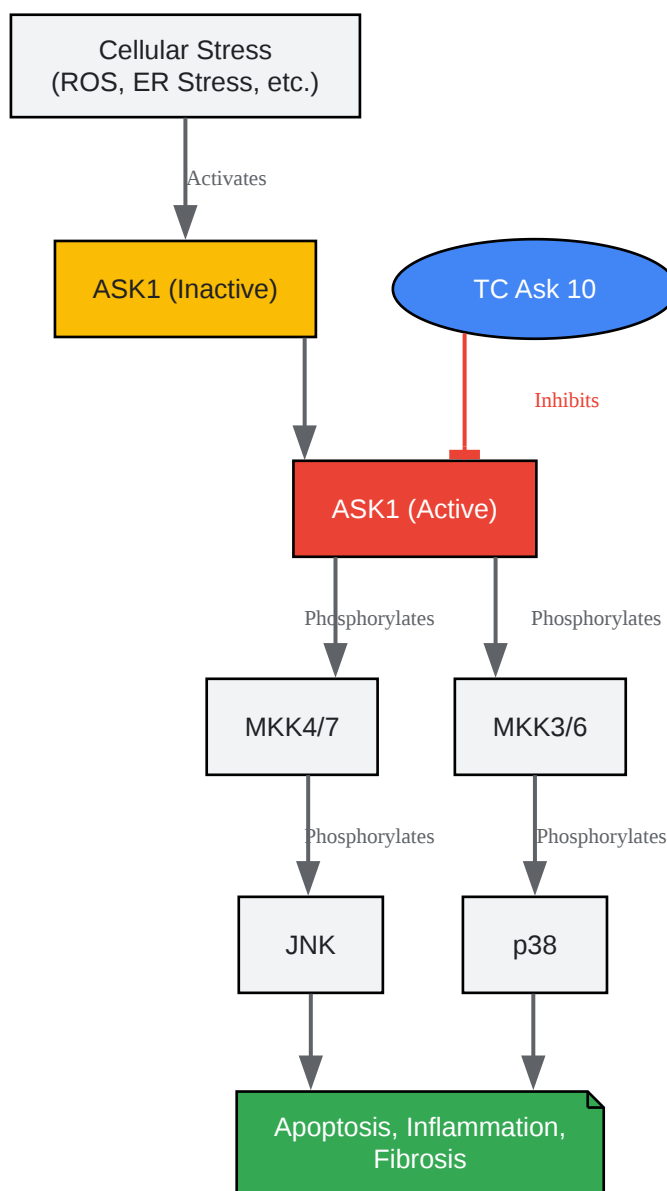 Cellular Stress
(ROS, ER Stress, etc.)
Activates
ASK1 (Inactive)
TC Ask 10
Inhibits
ASK1 (Active)
Phosphorylates
Phosphorylates
MKK4/7
MKK3/6
Phosphorylates
Phosphorylates
JNK
p38
Apoptosis, Inflammation,
Fibrosis